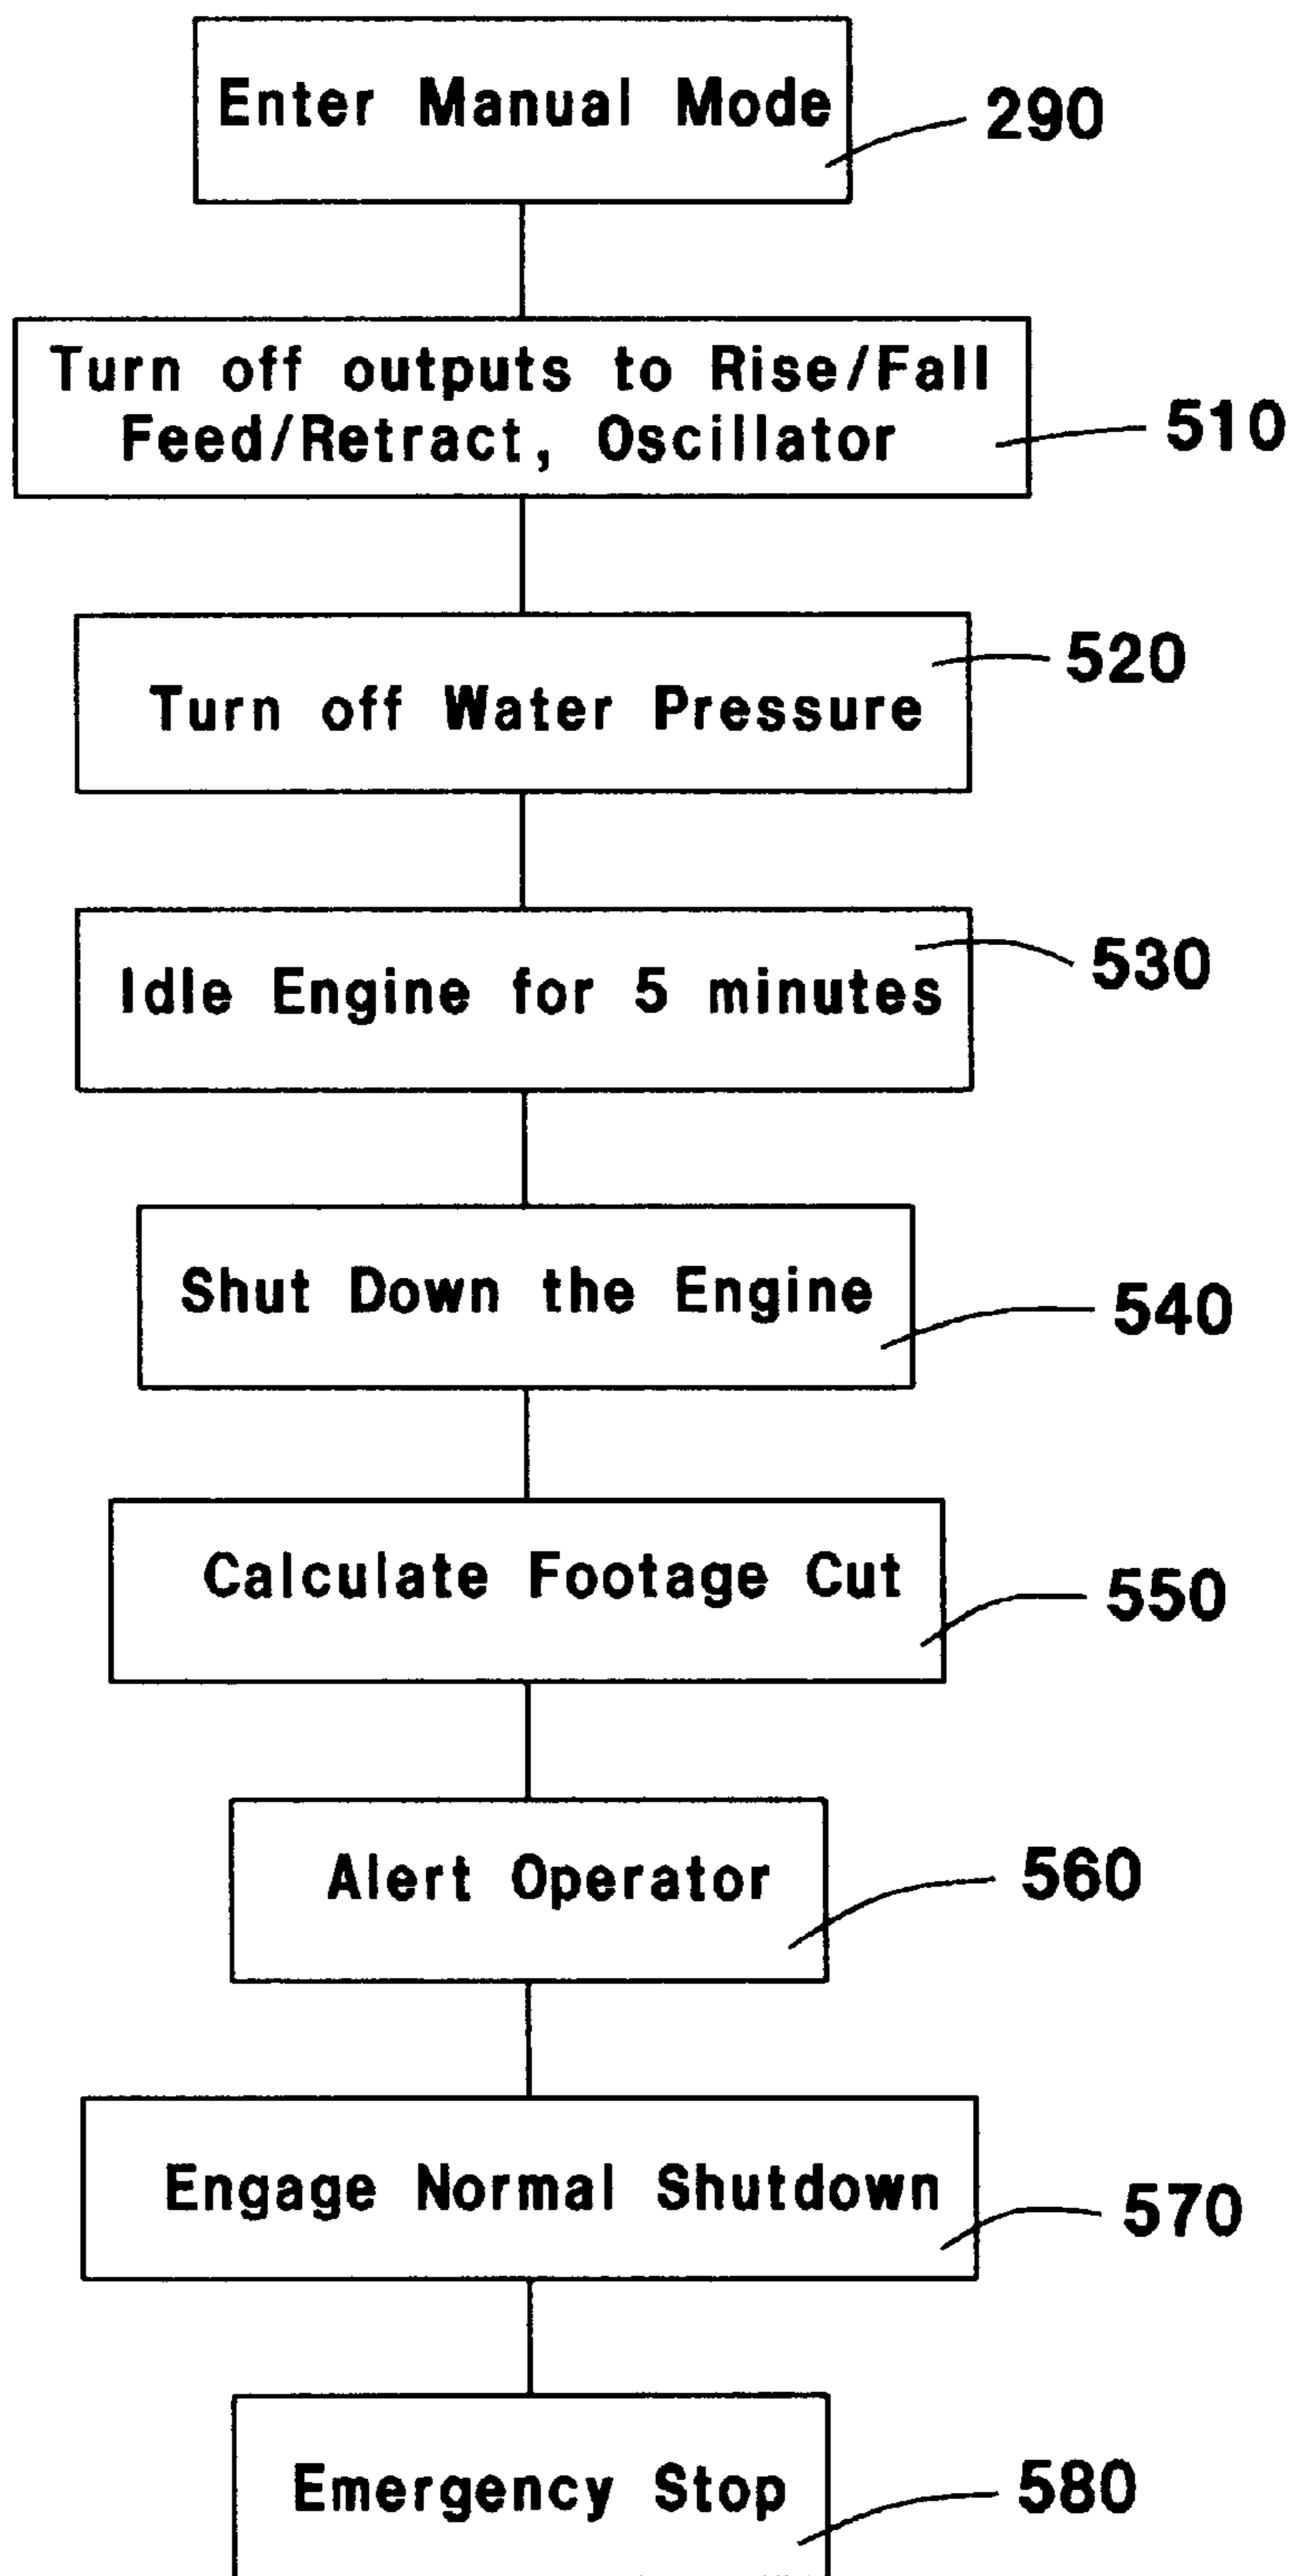 Enter Manual Mode
290
Turn off outputs to Rise/Fall
Feed/Retract, Oscillator
510
520
Turn off Water Pressure
530
Idle Engine for 5 minutes
Shut Down the Engine
540
Calculate Footage Cut
550
Alert Operator
560
Engage Normal Shutdown
570
Emergency Stop
580